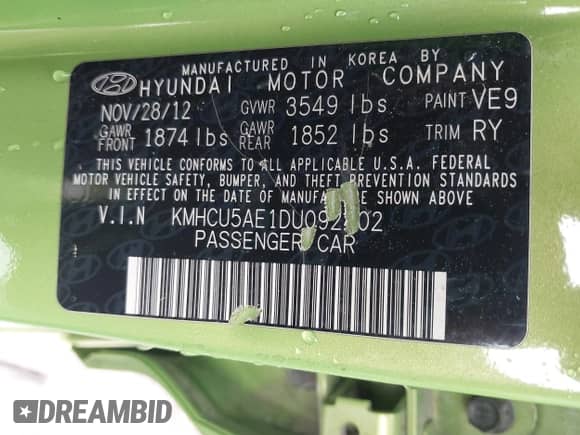 MANUFACTURED IN KOREA BY
HYUNDAI MOTOR COMPANY
NOV/28/12 GVWR 3549 lbs PAINT VE9
GAWR FRONT 1874 lbs GAWR REAR 1852 lbs TRIM RY
THIS VEHICLE CONFORMS TO ALL APPLICABLE U.S.A. FEDERAL
MOTOR VEHICLE SAFETY, BUMPER, AND THEFT PREVENTION STANDARDS
IN EFFECT ON THE DATE OF MANUFACTURE SHOWN ABOVE.
V.I.N
PASSENGER CAR
DREAMBID